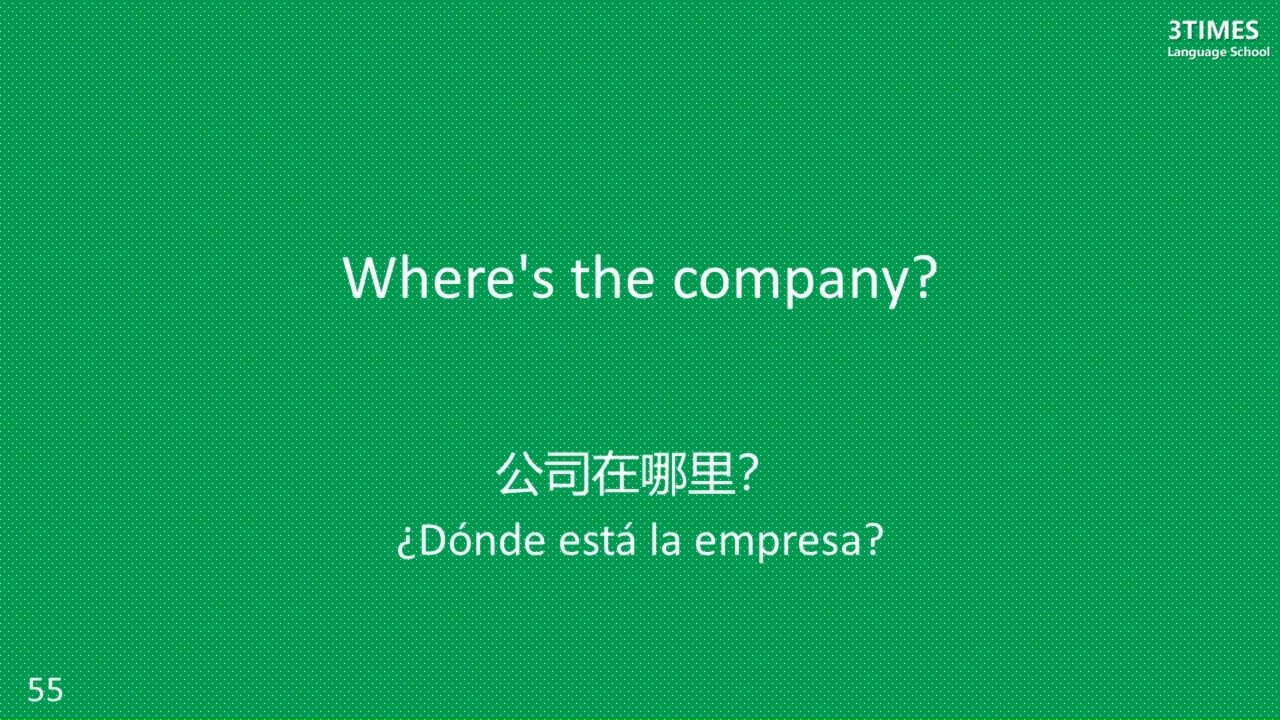 3TIMES
Language School
Where's the company?
公司在哪里?
¿Dónde está la empresa?
55